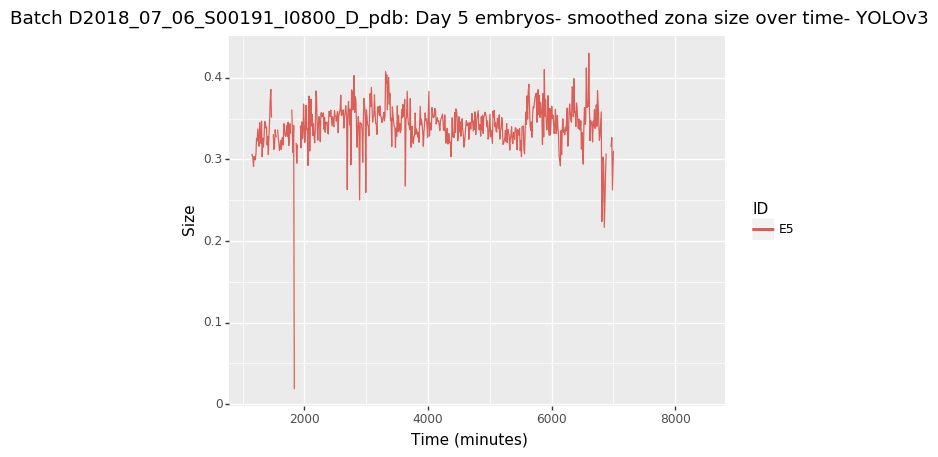 Batch D2018_07_06_S00191_I0800_D_pdb: Day 5 embryos- smoothed zona size over time- YOLOv3
0.4
0.3
0.2
0.1
0
Size
2000
4000
6000
8000
Time (minutes)
ID
E5